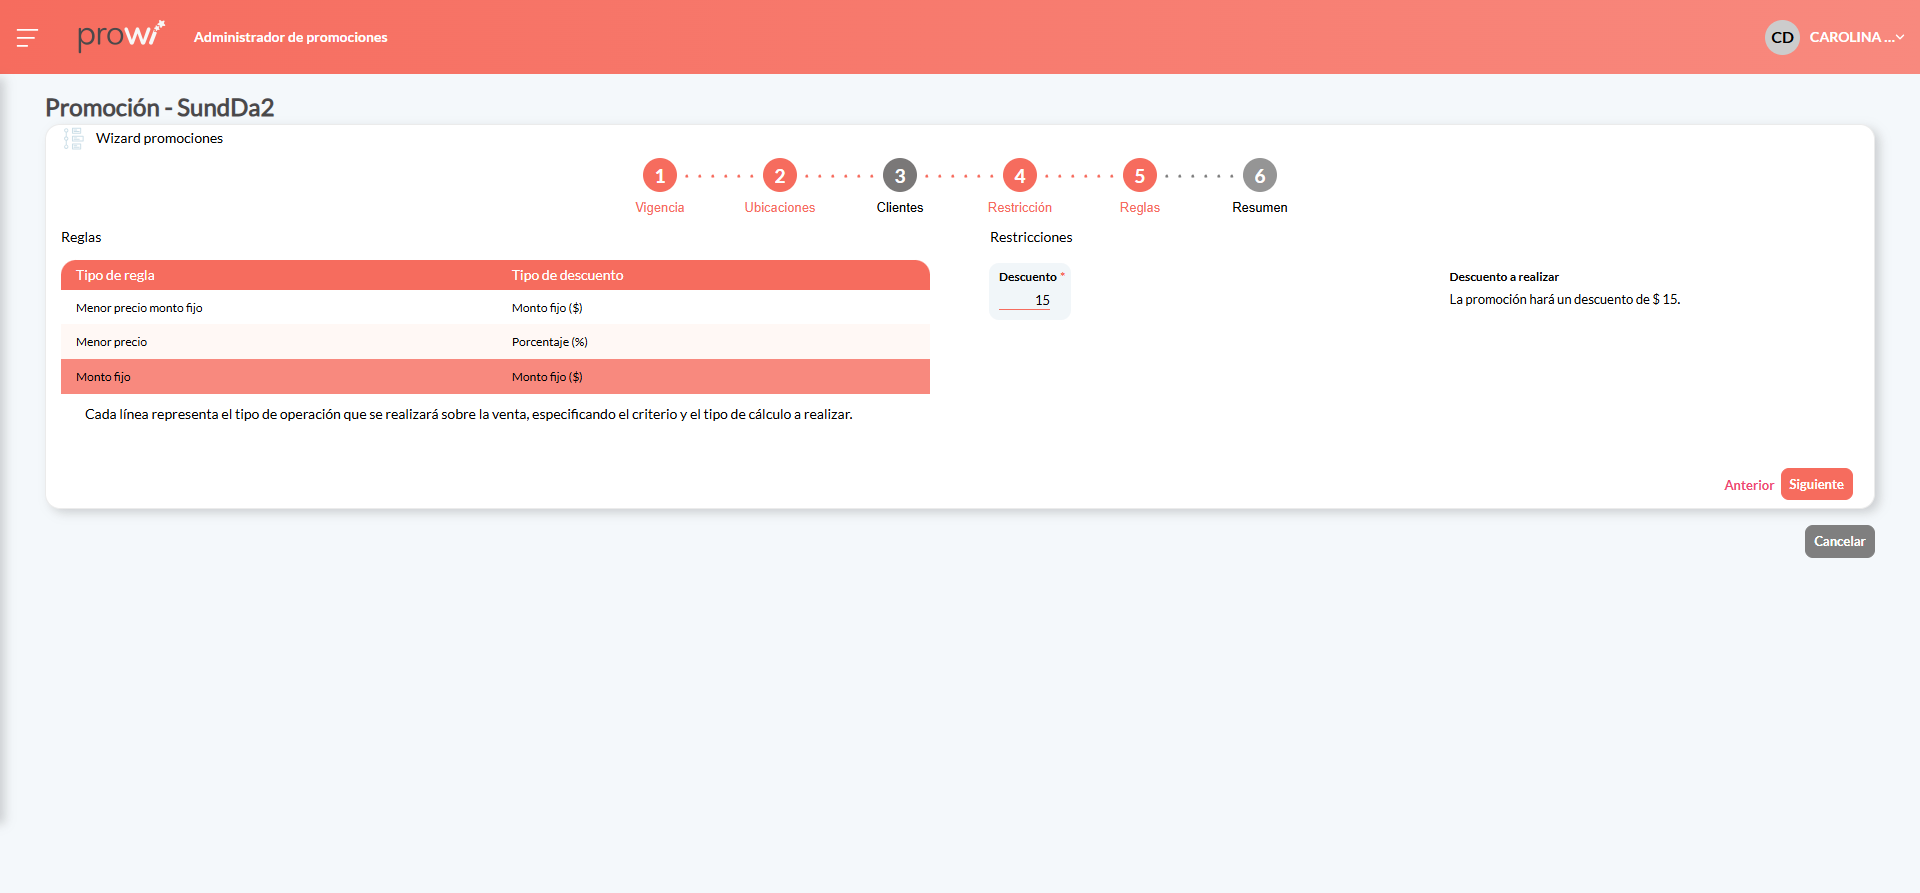 prowi
Administrador de promociones
CD
CAROLINA ...
Promoción - SundDa2
Wizard promociones
1
2
3
4
5
6
Vigencia
Ubicaciones
Clientes
Restricción
Reglas
Resumen
Reglas
Tipo de regla
Tipo de descuento
Menor precio monto fijo
Monto fijo ($)
Menor precio
Porcentaje (%)
Monto fijo
Monto fijo ($)
Cada línea representa el tipo de operación que se realizará sobre la venta, especificando el criterio y el tipo de cálculo a realizar.
Restricciones
Descuento *
15
Descuento a realizar
La promoción hará un descuento de $ 15.
Anterior
Siguiente
Cancelar